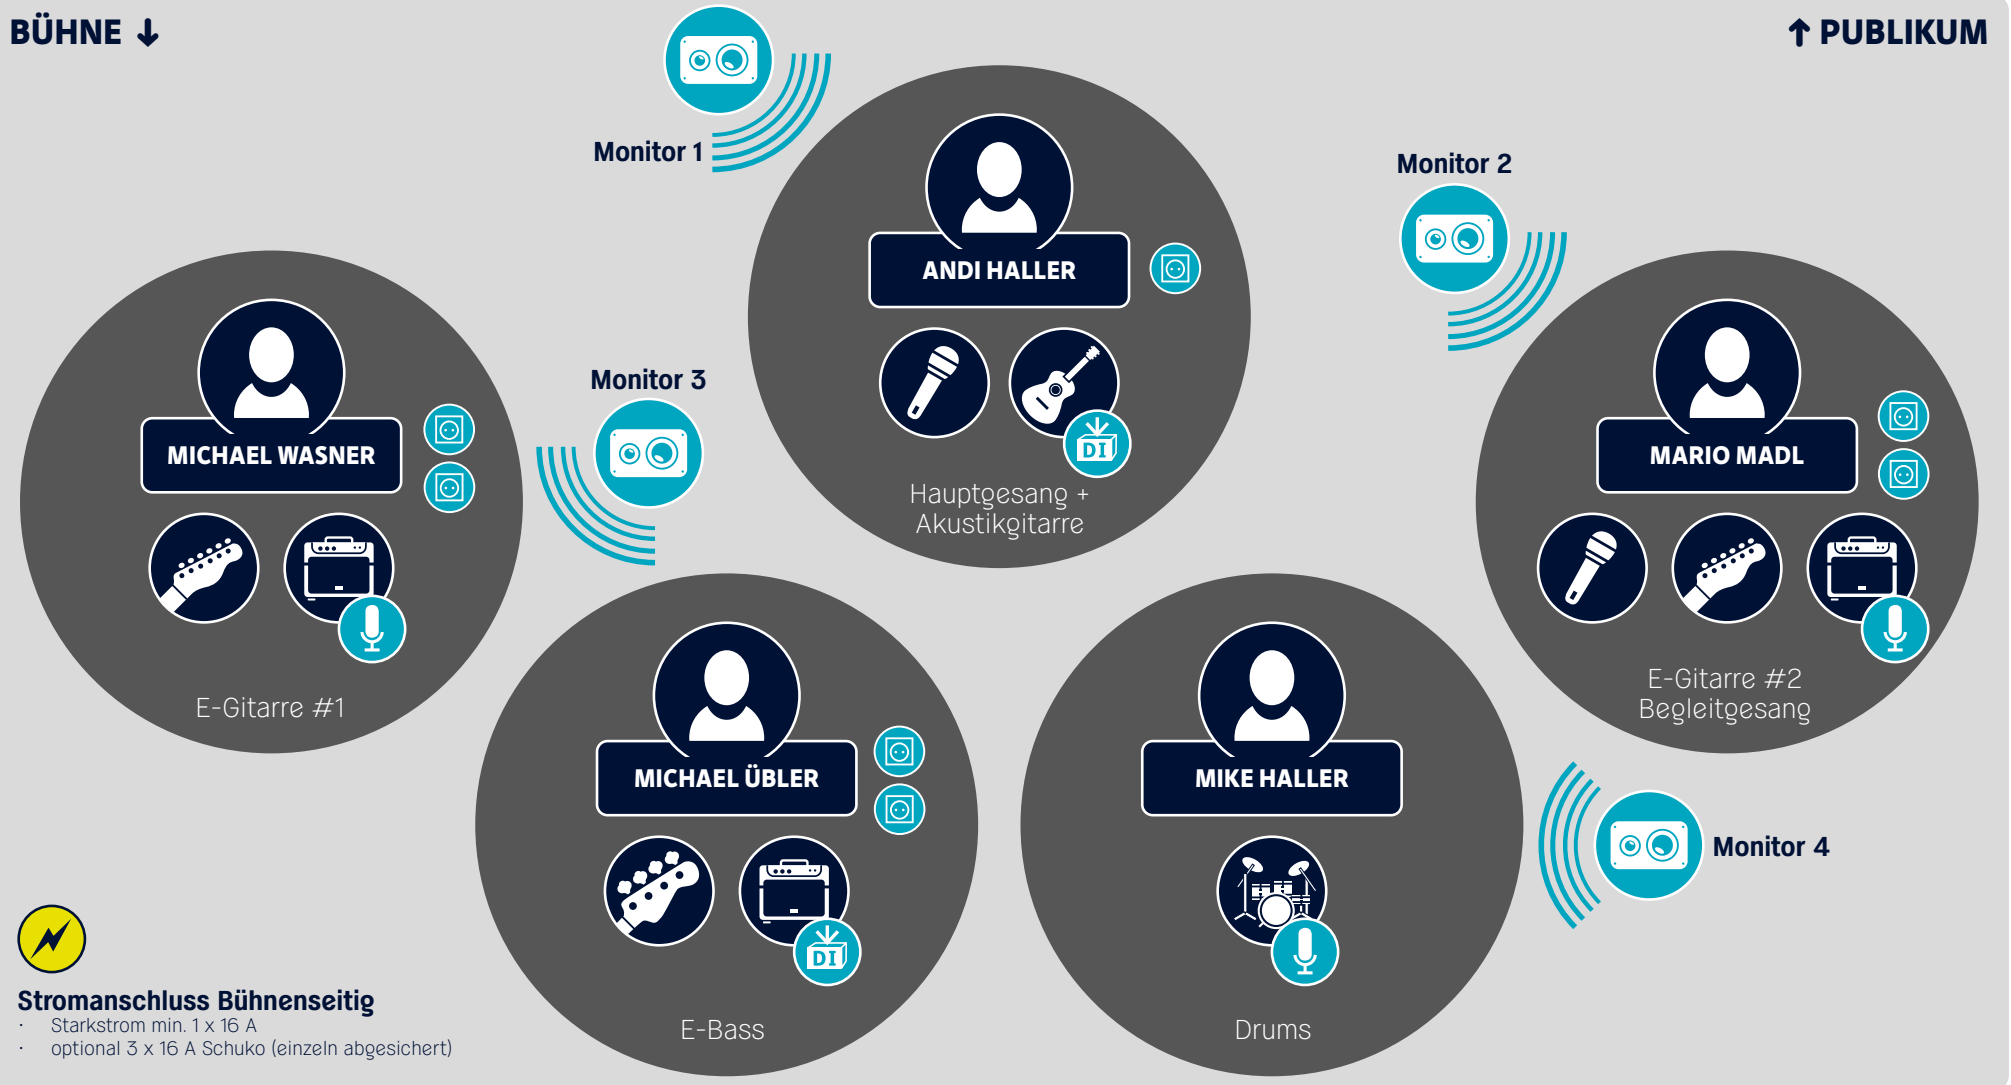 BÜHNE ↓
↑ PUBLIKUM
Monitor 1
Monitor 2
ANDI HALLER
DI
Hauptgesang +
Akustikgitarre
Monitor 3
MICHAEL WASNER
E-Gitarre #1
MARIO MADL
E-Gitarre #2
Begleitgesang
MICHAEL ÜBLER
DI
E-Bass
MIKE HALLER
Drums
Monitor 4
Stromanschluss Bühnenseitig
· Starkstrom min. 1 x 16 A
· optional 3 x 16 A Schuko (einzeln abgesichert)